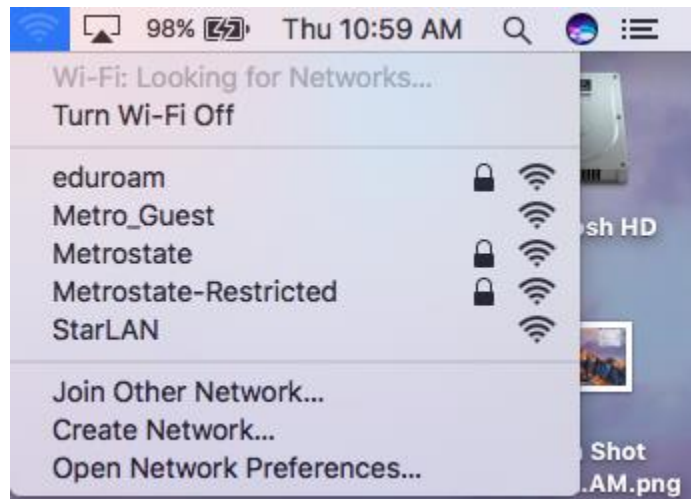 98% Thu 10:59 AM
Wi-Fi: Looking for Networks...
Turn Wi-Fi Off
eduroam
Metro_Guest
Metrostate
Metrostate-Restricted
StarLAN
Join Other Network...
Create Network...
Open Network Preferences...
osh HD
Shot
.AM.png